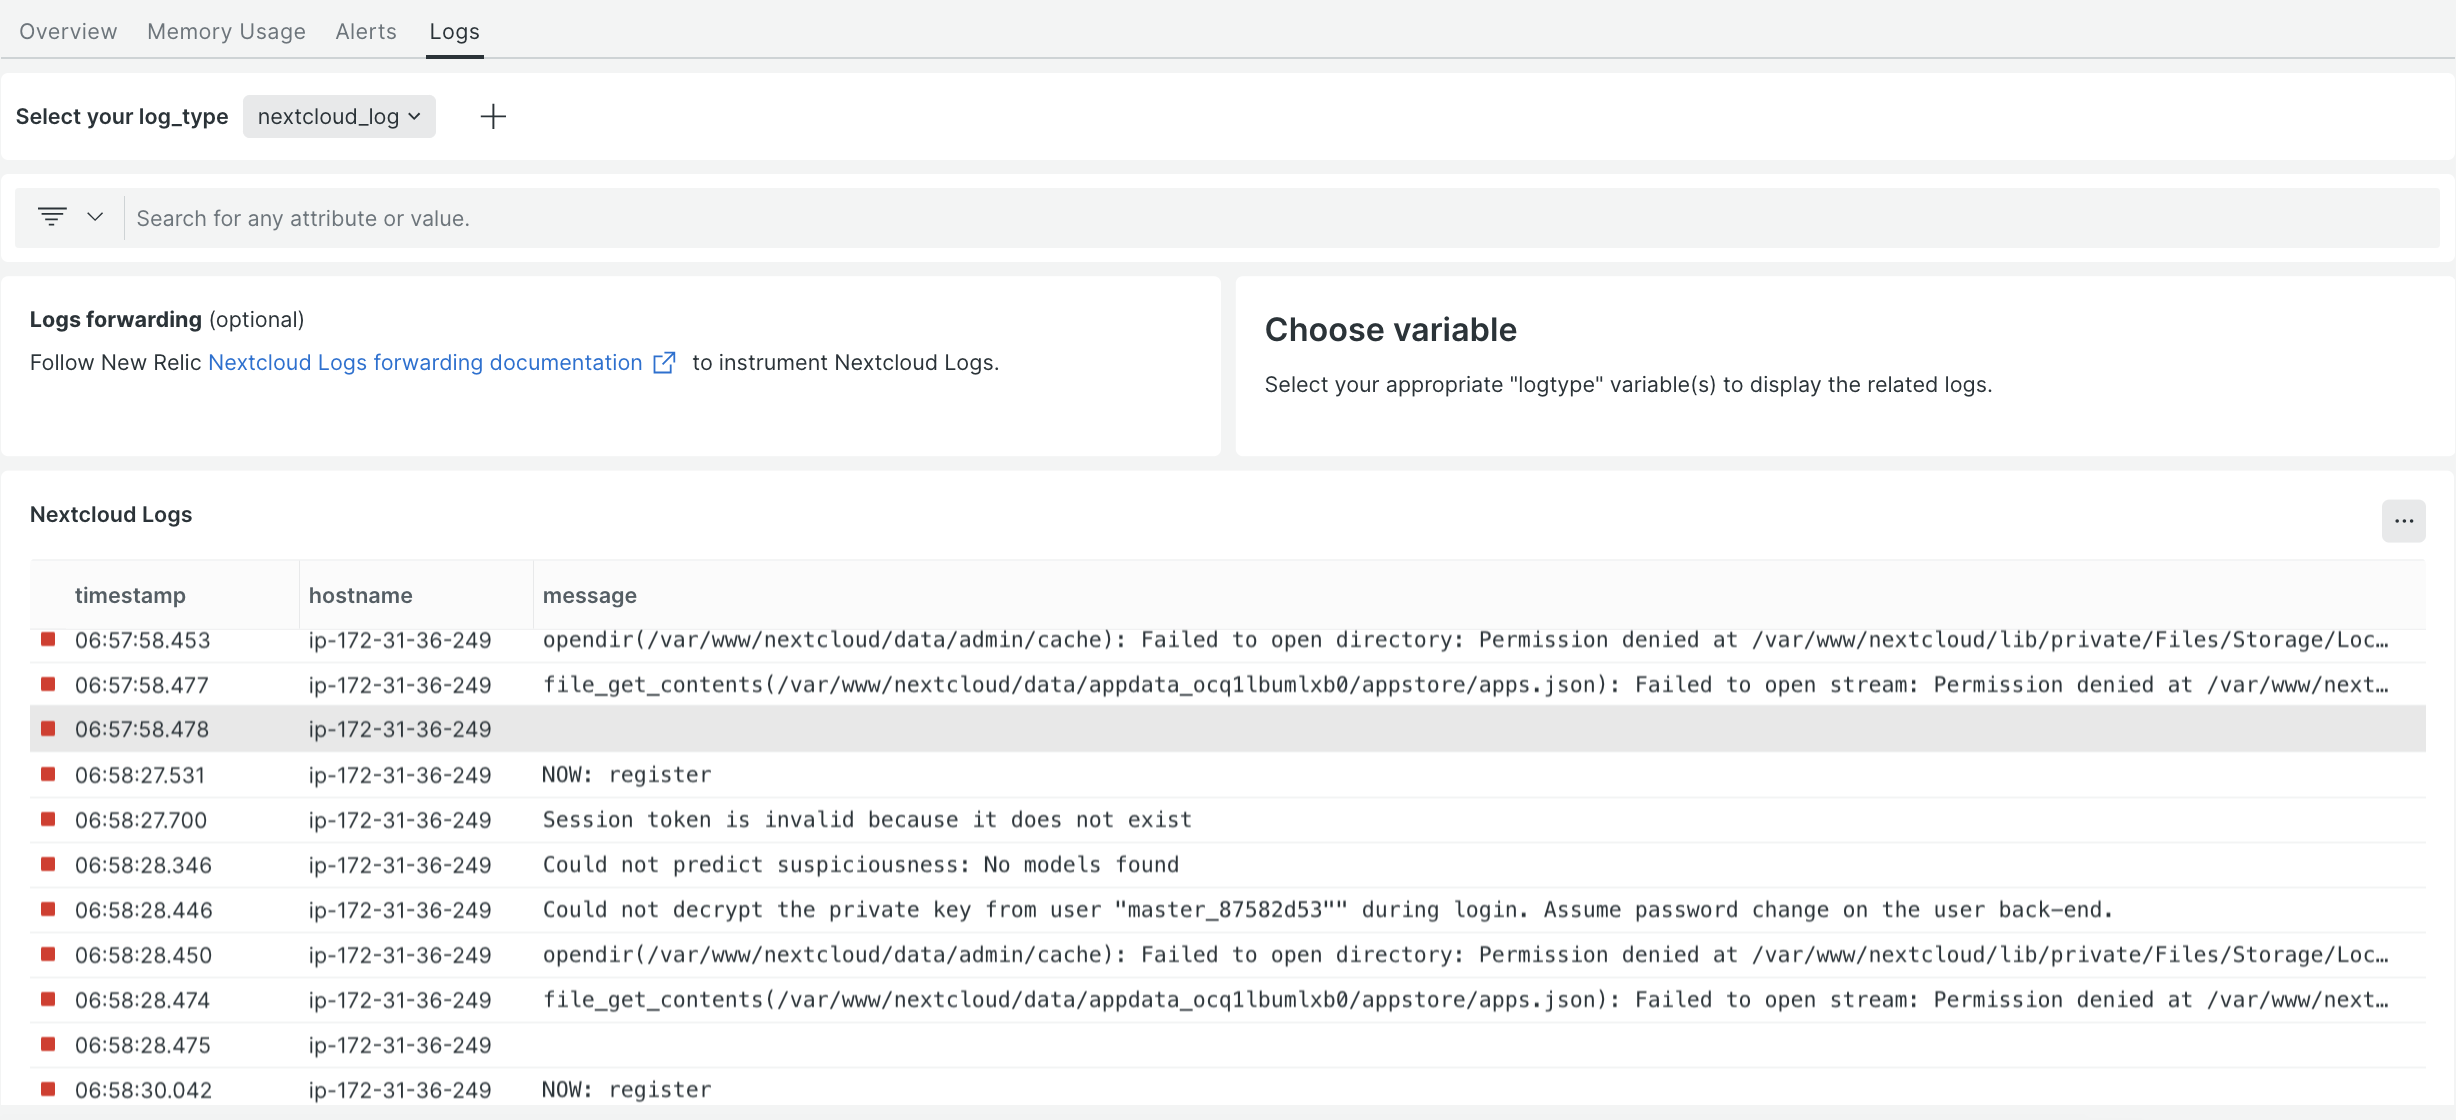 Overview Memory Usage Alerts Logs
Select your log_type nextcloud_log
Search for any attribute or value.
Logs forwarding (optional)
Follow New Relic Nextcloud Logs forwarding documentation to instrument Nextcloud Logs.
Choose variable
Select your appropriate "logtype" variable(s) to display the related logs.
Nextcloud Logs
timestamp hostname message
06:57:58.453 ip-172-31-36-249 opendir(/var/www/nextcloud/data/admin/cache): Failed to open directory: Permission denied at /var/www/nextcloud/lib/private/Files/Storage/Loc…
06:57:58.477 ip-172-31-36-249 file_get_contents(/var/www/nextcloud/data/appdata_ocq1lbumlxb0/appstore/apps.json): Failed to open stream: Permission denied at /var/www/next…
06:57:58.478 ip-172-31-36-249
06:58:27.531 ip-172-31-36-249 NOW: register
06:58:27.700 ip-172-31-36-249 Session token is invalid because it does not exist
06:58:28.346 ip-172-31-36-249 Could not predict suspiciousness: No models found
06:58:28.446 ip-172-31-36-249 Could not decrypt the private key from user "master_87582d53"" during login. Assume password change on the user back-end.
06:58:28.450 ip-172-31-36-249 opendir(/var/www/nextcloud/data/admin/cache): Failed to open directory: Permission denied at /var/www/nextcloud/lib/private/Files/Storage/Loc…
06:58:28.474 ip-172-31-36-249 file_get_contents(/var/www/nextcloud/data/appdata_ocq1lbumlxb0/appstore/apps.json): Failed to open stream: Permission denied at /var/www/next…
06:58:28.475 ip-172-31-36-249
06:58:30.042 ip-172-31-36-249 NOW: register